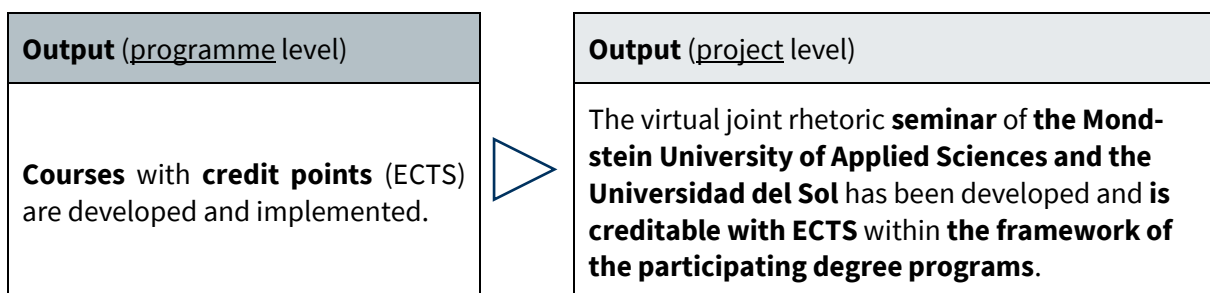 Output (programme level)
Courses with credit points (ECTS)
are developed and implemented.
Output (project level)
The virtual joint rhetoric seminar of the Mond-
stein University of Applied Sciences and the
Universidad del Sol has been developed and is
creditable with ECTS within the framework of
the participating degree programs.